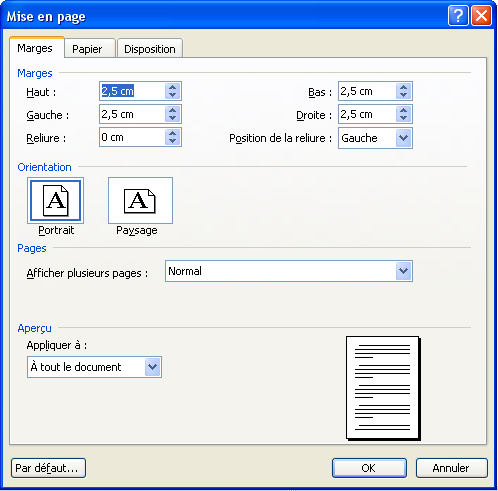 Mise en page
Marges Papier Disposition
Marges
Haut : 2,5 cm Bas : 2,5 cm
Gauche : 2,5 cm Droite : 2,5 cm
Reliure : 0 cm Position de la reliure : Gauche
Orientation
A A
Portrait Paysage
Pages
Afficher plusieurs pages : Normal
Aperçu
Appliquer à :
À tout le document
Par défaut... OK Annuler